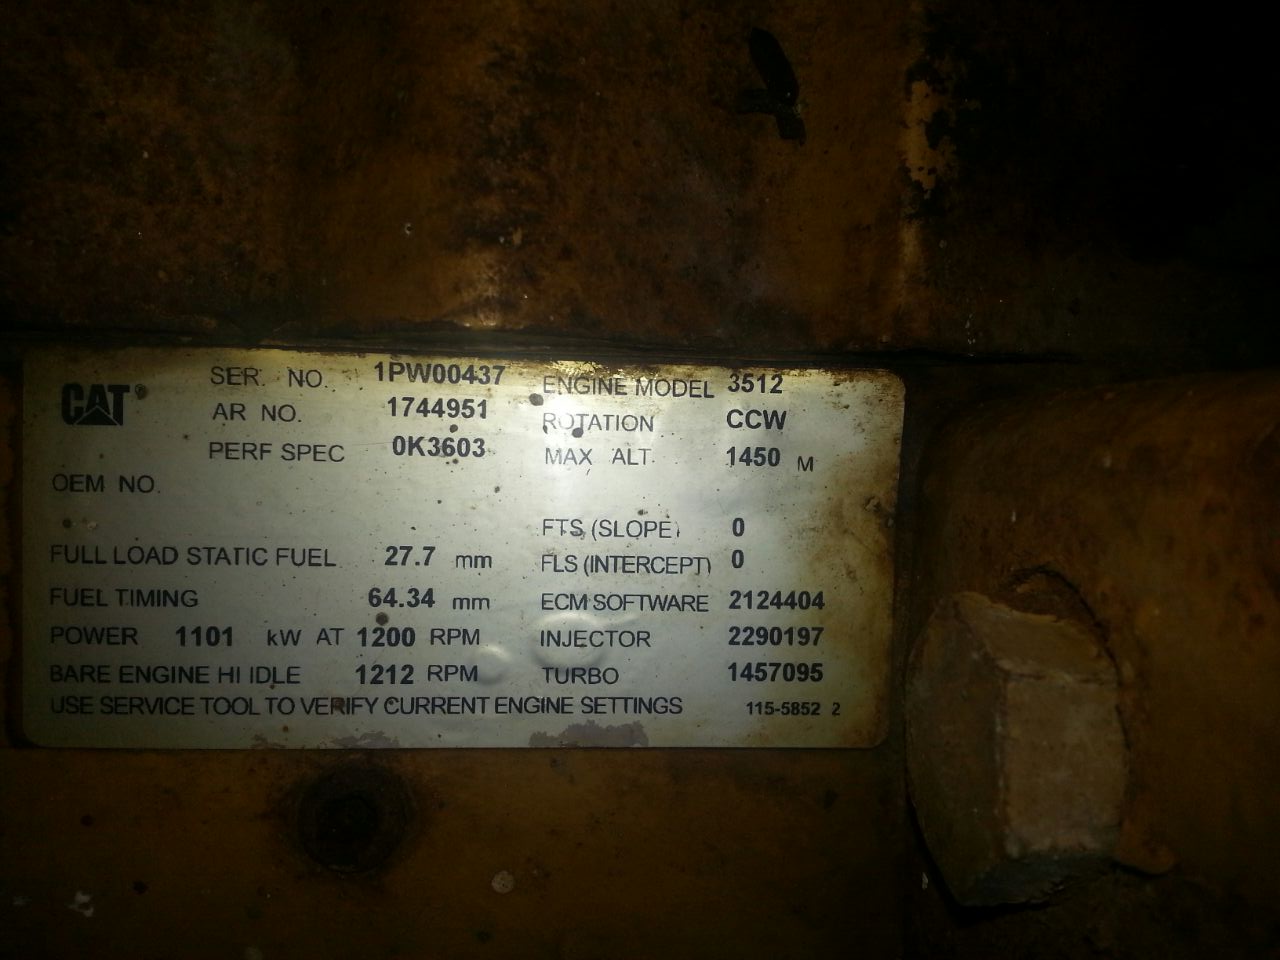 CAT®
SER. NO. 1PW00437
AR NO. 1744951
PERF SPEC 0K3603
OEM NO.
ENGINE MODEL 3512
ROTATION CCW
MAX ALT. 1450 M
FULL LOAD STATIC FUEL 27.7 mm
FUEL TIMING 64.34 mm
POWER 1101 kW AT 1200 RPM
BARE ENGINE HI IDLE 1212 RPM
FTS (SLOPE) 0
FLS (INTERCEPT) 0
ECM SOFTWARE 2124404
INJECTOR 2290197
TURBO 1457095
USE SERVICE TOOL TO VERIFY CURRENT ENGINE SETTINGS 115-5852 2